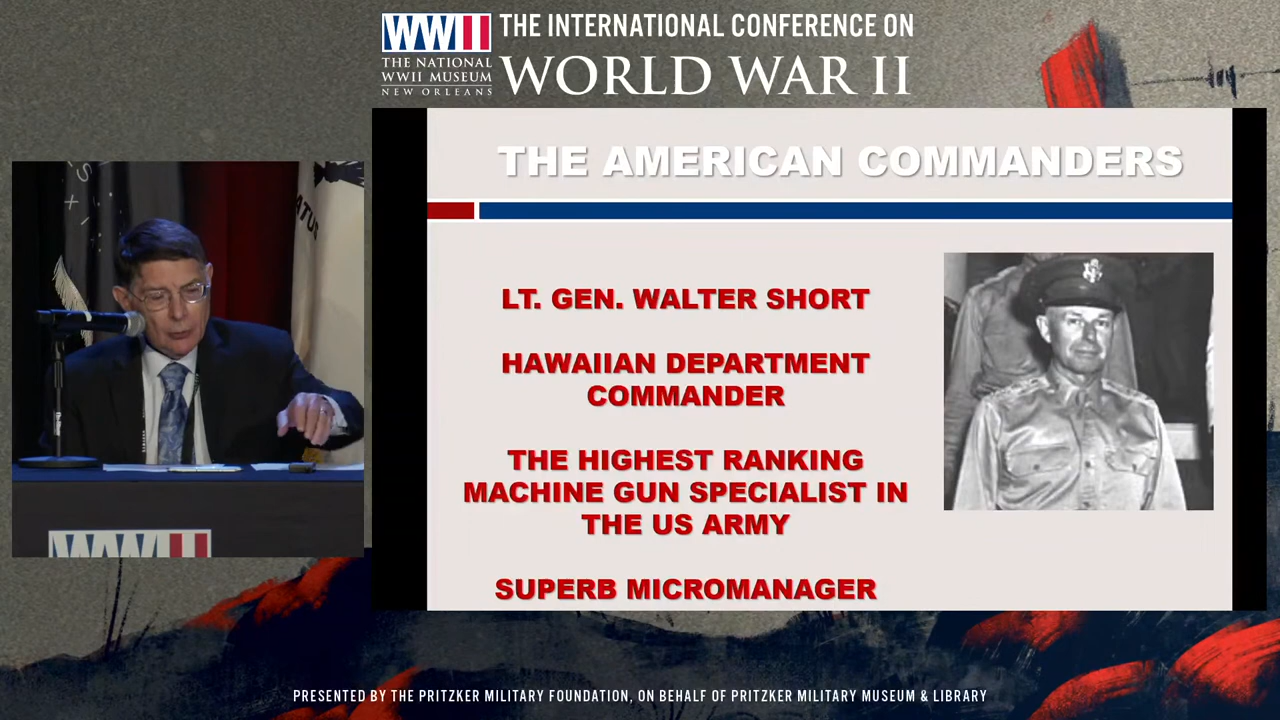 WWII
THE NATIONAL
WWII MUSEUM
NEW ORLEANS
THE INTERNATIONAL CONFERENCE ON
WORLD WAR II
THE AMERICAN COMMANDERS
LT. GEN. WALTER SHORT
HAWAIIAN DEPARTMENT
COMMANDER
THE HIGHEST RANKING
MACHINE GUN SPECIALIST IN
THE US ARMY
SUPERB MICROMANAGER
WWII
PRESENTED BY THE PRITZKER MILITARY FOUNDATION, ON BEHALF OF PRITZKER MILITARY MUSEUM & LIBRARY